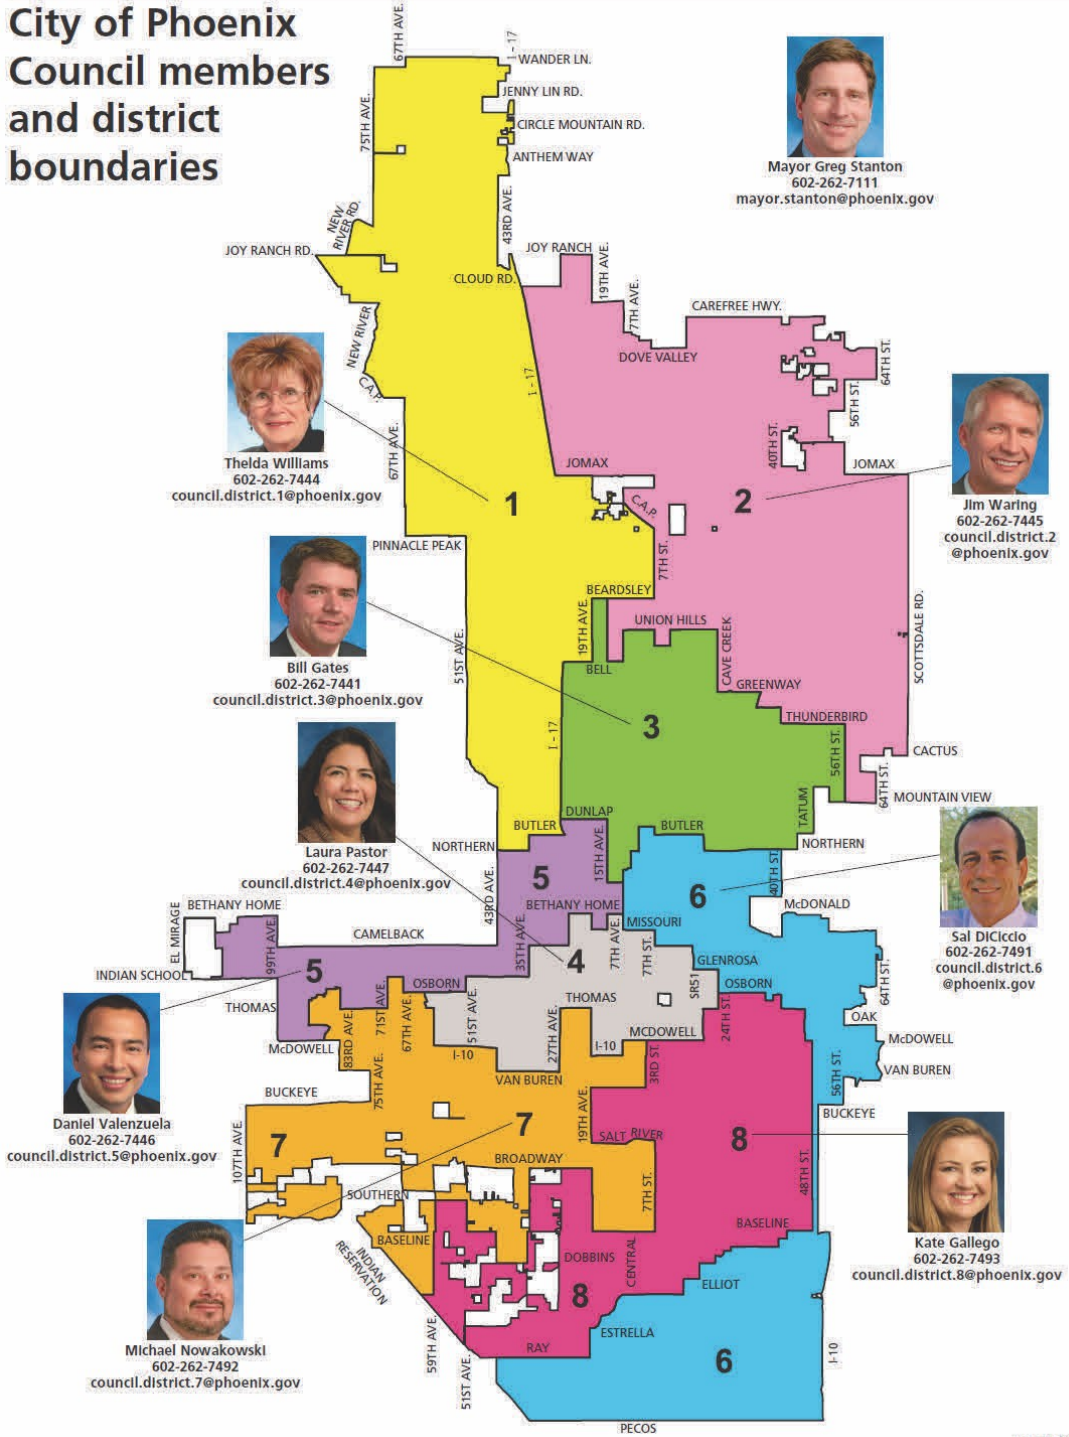 City of Phoenix
Council members
and district
boundaries
67TH AVE.
I - 17
WANDER LN.
JENNY LIN RD.
75TH AVE.
CIRCLE MOUNTAIN RD.
ANTHEM WAY
Mayor Greg Stanton
602-262-7111
mayor.stanton@phoenix.gov
NEW
RIVER RD.
43RD AVE.
JOY RANCH RD.
JOY RANCH
19TH AVE.
CLOUD RD.
7TH AVE.
CAREFREE HWY.
NEW RIVER
DOVE VALLEY
64TH ST.
C.A.P.
I - 17
56TH ST.
67TH AVE.
40TH ST.
Thelda Williams
602-262-7444
council.district.1@phoenix.gov
JOMAX
JOMAX
1
2
C.A.P.
Jim Waring
602-262-7445
council.district.2
@phoenix.gov
PINNACLE PEAK
7TH ST.
BEARDSLEY
19TH AVE.
UNION HILLS
SCOTTSDALE RD.
51ST AVE.
BELL
CAVE CREEK
Bill Gates
602-262-7441
council.district.3@phoenix.gov
GREENWAY
THUNDERBIRD
3
I - 17
56TH ST.
CACTUS
64TH ST.
MOUNTAIN VIEW
TATUM
DUNLAP
BUTLER
BUTLER
NORTHERN
NORTHERN
15TH AVE.
Laura Pastor
602-262-7447
council.district.4@phoenix.gov
5
6
40TH ST.
43RD AVE.
BETHANY HOME
BETHANY HOME
McDONALD
EL MIRAGE
99TH AVE.
CAMELBACK
35TH AVE.
7TH AVE.
MISSOURI
7TH ST.
Sal DiCiccio
602-262-7491
council.district.6
@phoenix.gov
INDIAN SCHOOL
5
4
GLENROSA
64TH ST.
OSBORN
SR51
OSBORN
THOMAS
71ST AVE.
67TH AVE.
51ST AVE.
THOMAS
24TH ST.
OAK
McDOWELL
83RD AVE.
27TH AVE.
McDOWELL
McDOWELL
I-10
I-10
3RD ST.
VAN BUREN
VAN BUREN
75TH AVE.
56TH ST.
BUCKEYE
BUCKEYE
Daniel Valenzuela
602-262-7446
council.district.5@phoenix.gov
107TH AVE.
7
7
19TH AVE.
SALT RIVER
8
BROADWAY
48TH ST.
SOUTHERN
7TH ST.
BASELINE
BASELINE
INDIAN
RESERVATION
DOBBINS
CENTRAL
Kate Gallego
602-262-7493
council.district.8@phoenix.gov
8
ELLIOT
ESTRELLA
59TH AVE.
RAY
Michael Nowakowski
602-262-7492
council.district.7@phoenix.gov
51ST AVE.
6
I-10
PECOS